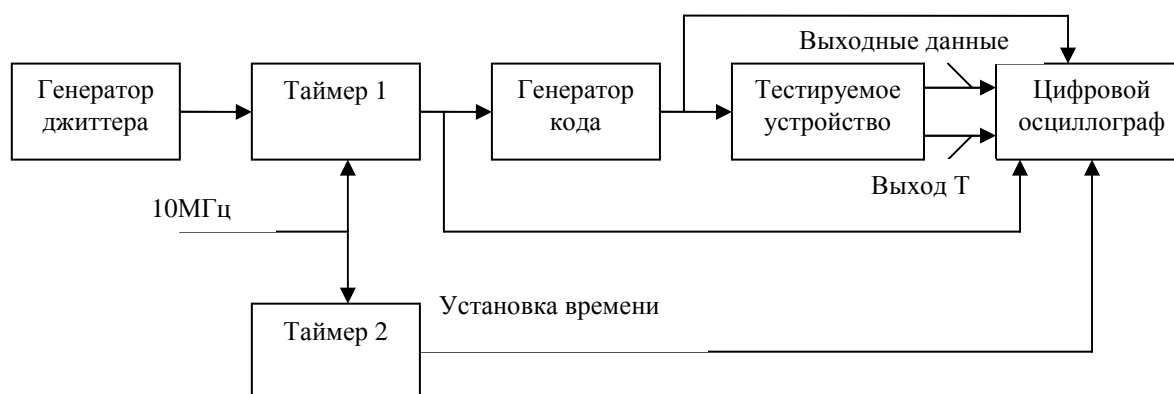 Выходные данные
Генератор
джиттера
Таймер 1
Генератор
кода
Тестируемое
устройство
Цифровой
осциллограф
Выход Т
10МГц
Установка времени
Таймер 2